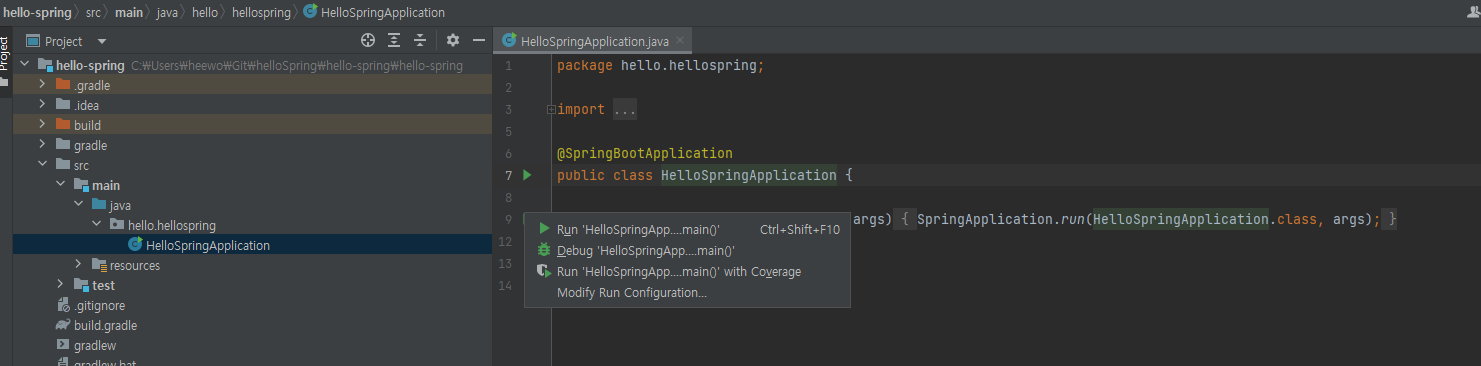 hello-spring 〉 src 〉 main 〉 java 〉 hello 〉 hellospring 〉 HelloSpringApplication
Project
Project
hello-spring C:₩Users₩heewo₩Git₩helloSpring₩hello-spring₩hello-spring
.gradle
.idea
build
gradle
src
main
java
hello.hellospring
HelloSpringApplication
resources
test
.gitignore
build.gradle
gradlew
gradlew.bat
HelloSpringApplication.java
1 package hello.hellospring;
2
3 import ...
5
6 @SpringBootApplication
7 public class HelloSpringApplication {
8
9 args) { SpringApplication.run(HelloSpringApplication.class, args); }
12
13
14
Run 'HelloSpringApp....main()' Ctrl+Shift+F10
Debug 'HelloSpringApp....main()'
Run 'HelloSpringApp....main()' with Coverage
Modify Run Configuration...